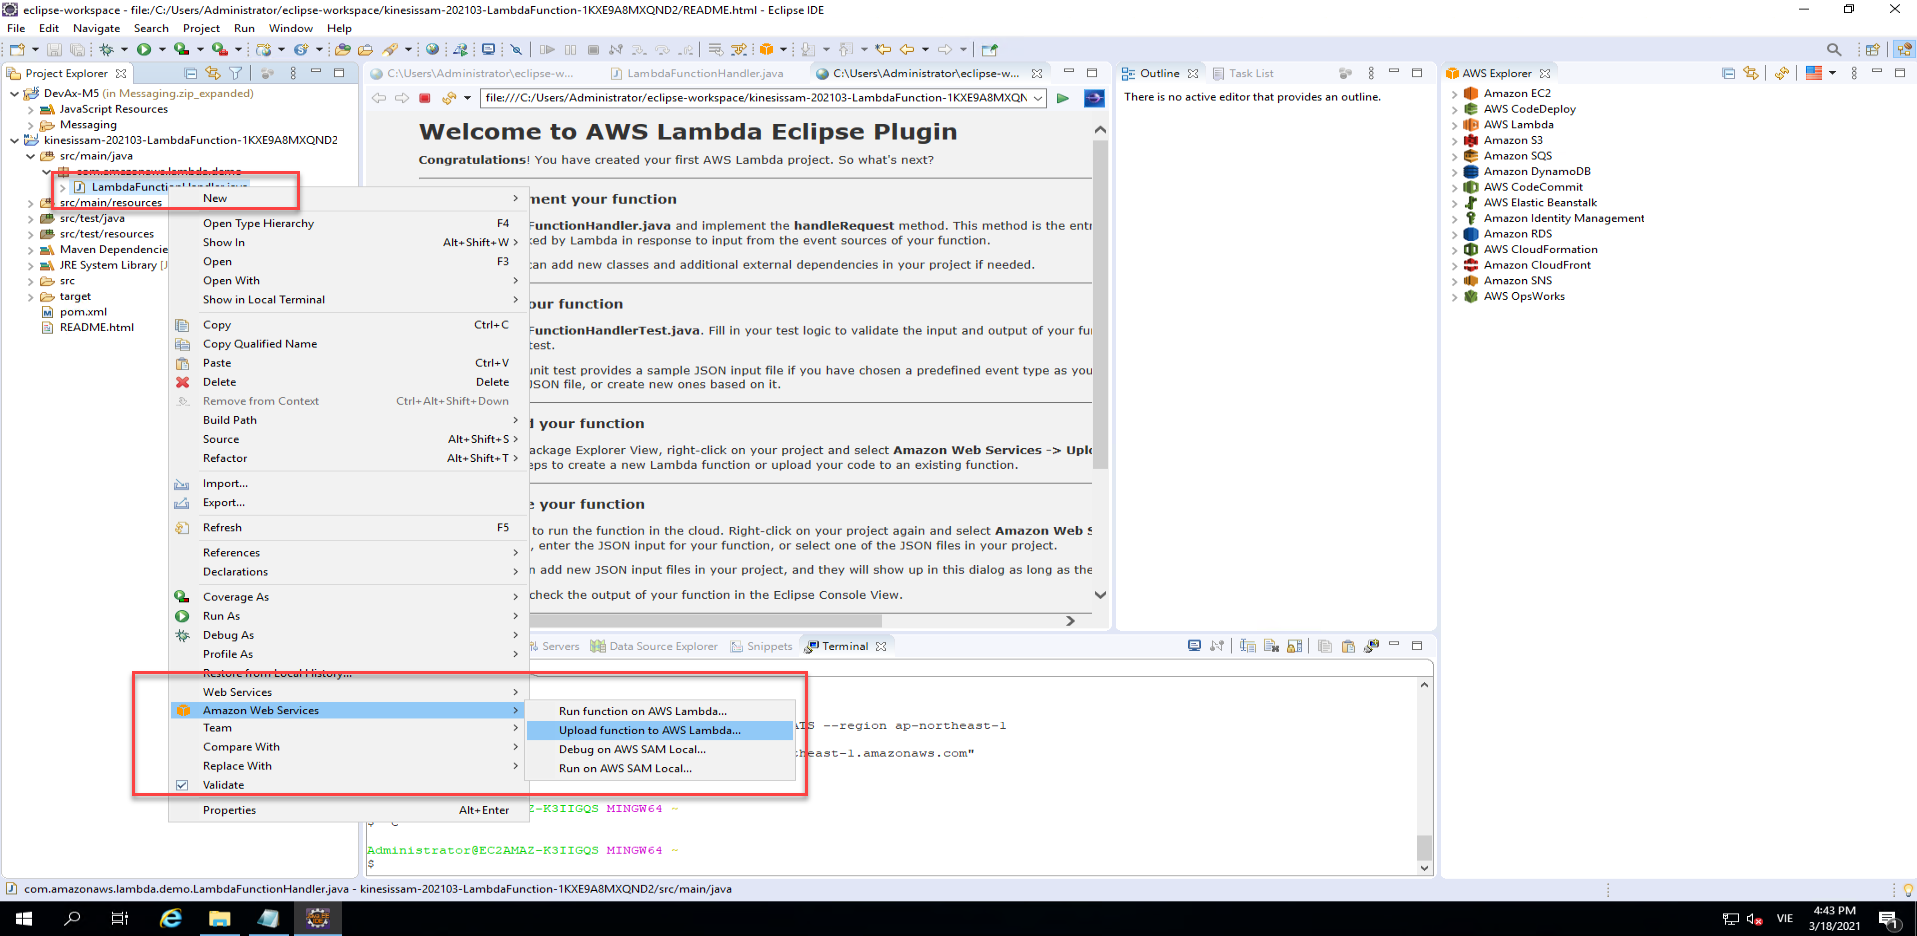 eclipse-workspace - file:/C:/Users/Administrator/eclipse-workspace/kinesissam-202103-LambdaFunction-1KXE9A8MXQND2/README.html - Eclipse IDE
File Edit Navigate Search Project Run Window Help
Project Explorer
C:\Users\Administrator\eclipse-w...
LambdaFunctionHandler.java
C:\Users\Administrator\eclipse-w...
Outline
Task List
AWS Explorer
DevAx-M5 (in Messaging.zip_expanded)
JavaScript Resources
Messaging
kinesissam-202103-LambdaFunction-1KXE9A8MXQND2
src/main/java
com.amazonaws.lambda.demo
LambdaFunctionHandler.java
src/main/resources
src/test/java
src/test/resources
Maven Dependencie
JRE System Library [J
src
target
pom.xml
README.html
New
Open Type Hierarchy F4
Show In Alt+Shift+W
Open F3
Open With
Show in Local Terminal
Copy Ctrl+C
Copy Qualified Name
Paste Ctrl+V
Delete Delete
Remove from Context Ctrl+Alt+Shift+Down
Build Path
Source Alt+Shift+S
Refactor Alt+Shift+T
Import...
Export...
Refresh F5
References
Declarations
Coverage As
Run As
Debug As
Profile As
Restore from Local History...
Web Services
Amazon Web Services
Team
Compare With
Replace With
Validate
Properties Alt+Enter
Run function on AWS Lambda...
Upload function to AWS Lambda...
Debug on AWS SAM Local...
Run on AWS SAM Local...
file:///C:/Users/Administrator/eclipse-workspace/kinesissam-202103-LambdaFunction-1KXE9A8MXQN
Welcome to AWS Lambda Eclipse Plugin
Congratulations! You have created your first AWS Lambda project. So what's next?
ment your function
FunctionHandler.java and implement the handleRequest method. This method is the entr
ked by Lambda in response to input from the event sources of your function.
can add new classes and additional external dependencies in your project if needed.
our function
FunctionHandlerTest.java. Fill in your test logic to validate the input and output of your fu
test.
unit test provides a sample JSON input file if you have chosen a predefined event type as you
JSON file, or create new ones based on it.
d your function
ackage Explorer View, right-click on your project and select Amazon Web Services -> Uplo
eps to create a new Lambda function or upload your code to an existing function.
e your function
to run the function in the cloud. Right-click on your project again and select Amazon Web S
, enter the JSON input for your function, or select one of the JSON files in your project.
n add new JSON input files in your project, and they will show up in this dialog as long as the
check the output of your function in the Eclipse Console View.
There is no active editor that provides an outline.
Amazon EC2
AWS CodeDeploy
AWS Lambda
Amazon S3
Amazon SQS
Amazon DynamoDB
AWS CodeCommit
AWS Elastic Beanstalk
Amazon Identity Management
Amazon RDS
AWS CloudFormation
Amazon CloudFront
Amazon SNS
AWS OpsWorks
Servers
Data Source Explorer
Snippets
Terminal
ATS --region ap-northeast-1
heast-1.amazonaws.com"
Z-K3IIGQS MINGW64 ~
$ ^C
Administrator@EC2AMAZ-K3IIGQS MINGW64 ~
$
com.amazonaws.lambda.demo.LambdaFunctionHandler.java - kinesissam-202103-LambdaFunction-1KXE9A8MXQND2/src/main/java
VIE
4:43 PM
3/18/2021
1